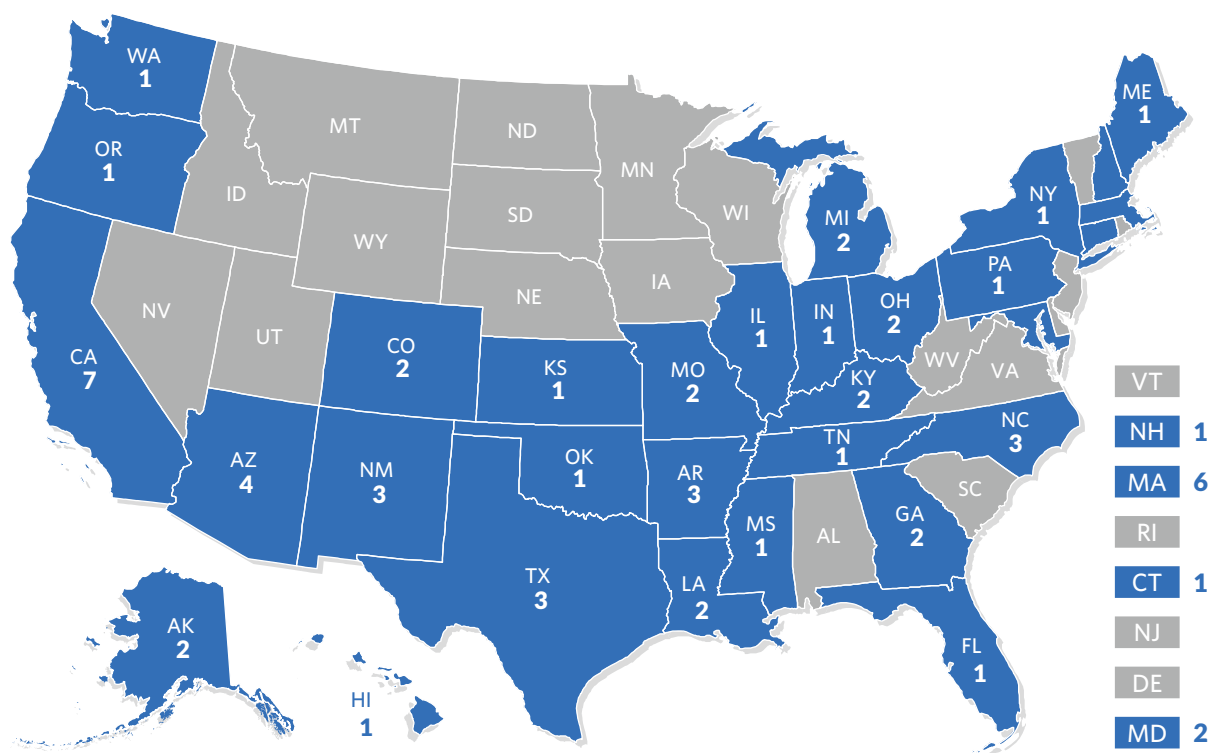 WA
1
OR
1
CA
7
NV
ID
MT
WY
UT
AZ
4
CO
2
NM
3
ND
SD
NE
KS
1
OK
1
TX
3
MN
IA
MO
2
AR
3
LA
2
WI
IL
1
MS
1
MI
2
IN
1
KY
2
TN
1
AL
OH
2
WV
VA
NC
3
SC
GA
2
FL
1
PA
1
NY
1
ME
1
AK
2
HI
1
VT
NH 1
MA 6
RI
CT 1
NJ
DE
MD 2